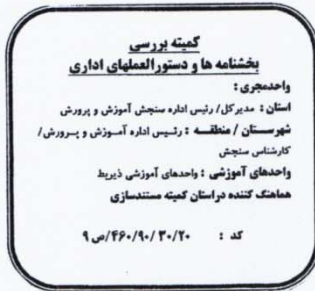 کمیته بررسی
بخشنامه ها و دستورالعملهای اداری
واحدمجری :
استان : مدیرکل/ رئیس اداره سنجش آموزش و پرورش
شهرستان / منطقه : رئیس اداره آموزش و پرورش/
کارشناس سنجش
واحدهای آموزشی : واحدهای آموزشی ذیربط
هماهنگ کننده دراستان کمیته مستندسازی
کد : ۴۶۰/۹۰/ ۳۰/۲۰/ص ۹